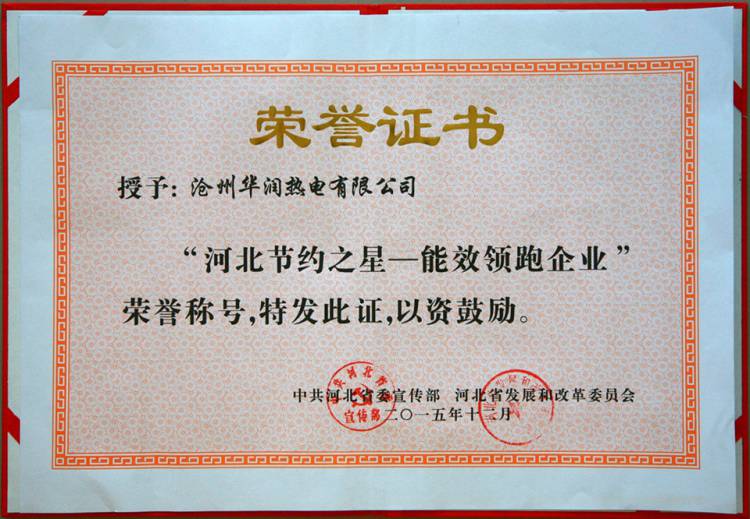 荣誉证书
授予：沧州华润热电有限公司
“河北节约之星—能效领跑企业”
荣誉称号，特发此证，以资鼓励。
中共河北省委宣传部 河北省发展和改革委员会
二〇一五年十二月